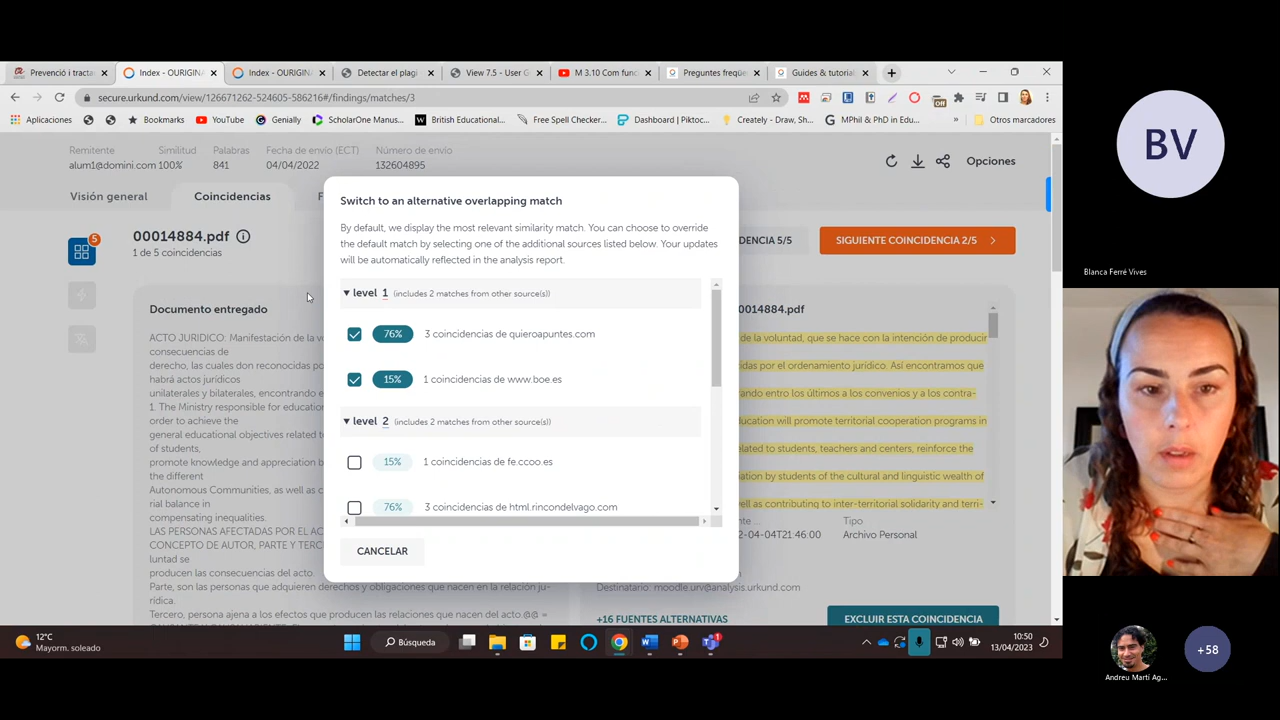 Prevenció i tracta
Index - OURIGINA
Index - OURIGINA
Detectar el plagi
View 7.5 - User G
M 3.10 Com func
Preguntes freqüe
Guides & tutorial
secure.urkund.com/view/126671262-524605-586216#/findings/matches/3
Off
Aplicaciones
Bookmarks
YouTube
Genially
ScholarOne Manus...
British Educational...
Free Spell Checker...
Dashboard | Piktoc...
Creately - Draw, Sh...
MPhil & PhD in Edu...
»
Otros marcadores
Remitente
Similitud
Palabras
Fecha de envío (ECT)
Número de envío
alum1@domini.com
100%
841
04/04/2022
132604895
Opciones
Visión general
Coincidencias
F
5
00014884.pdf
1 de 5 coincidencias
DENCIA 5/5
SIGUIENTE COINCIDENCIA 2/5
Switch to an alternative overlapping match
By default, we display the most relevant similarity match. You can choose to override
the default match by selecting one of the additional sources listed below. Your updates
will be automatically reflected in the analysis report.
level 1 (includes 2 matches from other source(s))
76% 3 coincidencias de quieroapuntes.com
15% 1 coincidencias de www.boe.es
level 2 (includes 2 matches from other source(s))
15% 1 coincidencias de fe.ccoo.es
76% 3 coincidencias de html.rincondelvago.com
CANCELAR
Documento entregado
ACTO JURIDICO: Manifestación de la vo
consecuencias de
derecho, las cuales don reconocidas po
habrá actos jurídicos
unilaterales y bilaterales, encontrando e
1. The Ministry responsible for education
order to achieve the
general educational objectives related to
of students,
promote knowledge and appreciation b
the different
Autonomous Communities, as well as c
rial balance in
compensating inequalities.
LAS PERSONAS AFECTADAS POR EL AC
CONCEPTO DE AUTOR, PARTE Y TERCE
luntad se
producen las consecuencias del acto
Parte, son las personas que adquieren derechos y obligaciones que nacen en la relación ju-
rídica.
Tercero, persona ajena a los efectos que producen las relaciones que nacen del acto @@ =
00014884.pdf
de la voluntad, que se hace con la intención de producir
das por el ordenamiento jurídico. Así encontramos que
rando entro los últimos a los convenios y a los contra-
ducation will promote territorial cooperation programs in
related to students, teachers and centers, reinforce the
ation by students of the cultural and linguistic wealth of
well as contributing to inter-territorial solidarity and terri-
nte ...
Tipo
2-04-04T21:46:00
Archivo Personal
Destinatario: moodle.urv@analysis.urkund.com
+16 FUENTES ALTERNATIVAS
EXCLUIR ESTA COINCIDENCIA
12°C
Mayorm. soleado
Búsqueda
1
10:50
13/04/2023
BV
Blanca Ferré Vives
Andreu Martí Ag...
+58